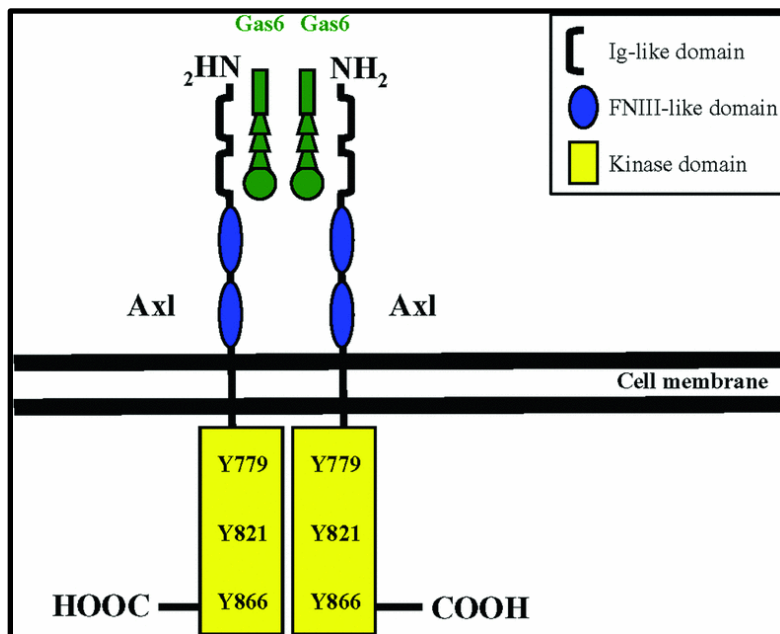 Gas6 Gas6
₂HN NH₂
Ig-like domain
FNIII-like domain
Kinase domain
Axl Axl
Cell membrane
Y779 Y779
Y821 Y821
HOOC Y866 Y866 COOH